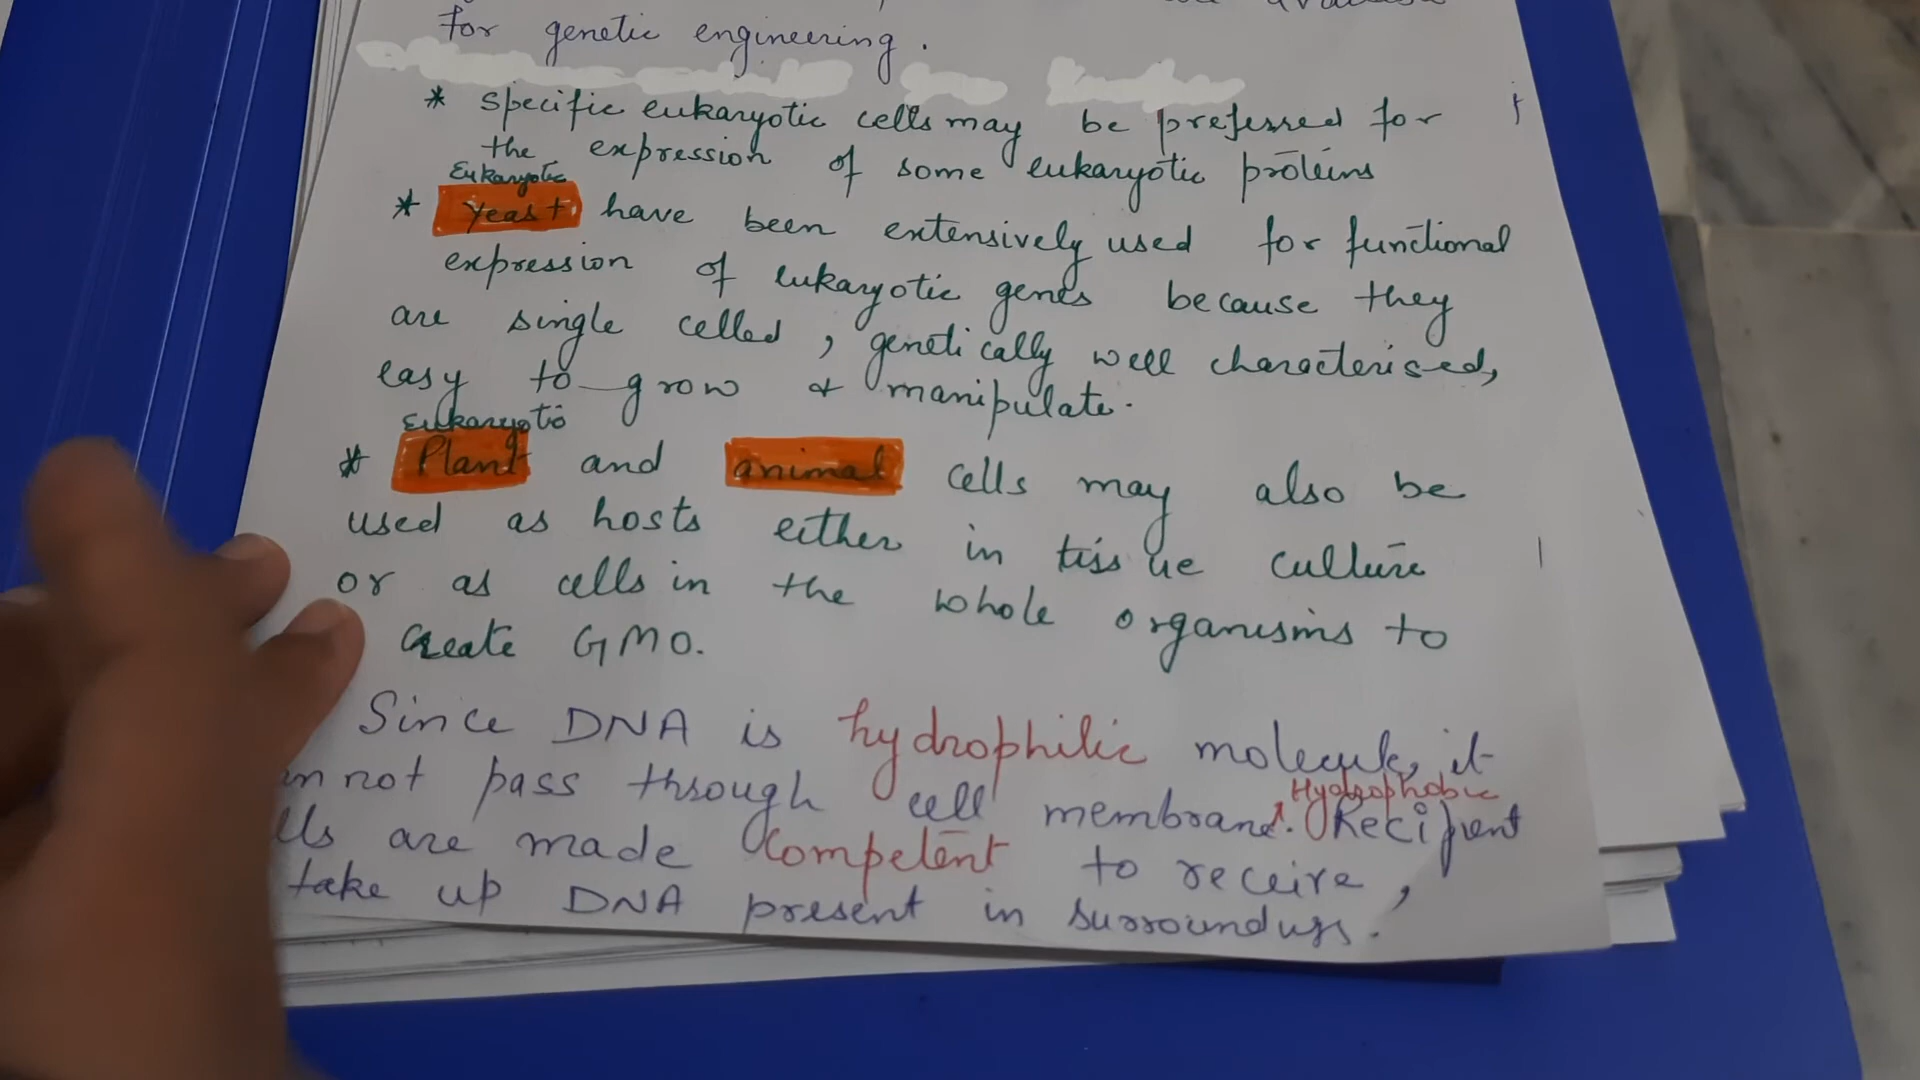 for genetic engineering.
* specific eukaryotic cells may be preferred for
the expression of some eukaryotic proteins
Eukaryotic
* Yeast have been extensively used for functional
expression of eukaryotic genes because they
are single celled, genetically well characterised,
easy to grow & manipulate.
Eukaryotic
* Plant and animal cells may also be
used as hosts either in tissue culture
or as cells in the whole organisms to
create GMO.
Since DNA is hydrophilic molecule, it
nnot pass through cell membrane. Recipient
Hydrophobic
lls are made competent to receive,
take up DNA present in surroundings.